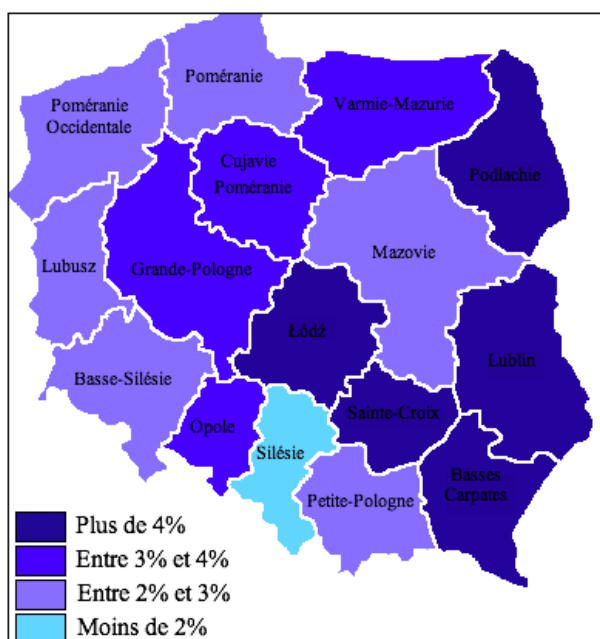 Poméranie
Poméranie
Occidentale
Varmie-Mazurie
Cujavie
Poméranie
Podlachie
Lubusz
Grande-Pologne
Mazovie
Łódź
Lublin
Basse-Silésie
Opole
Sainte-Croix
Silésie
Petite-Pologne
Basses
Carpates
Plus de 4%
Entre 3% et 4%
Entre 2% et 3%
Moins de 2%